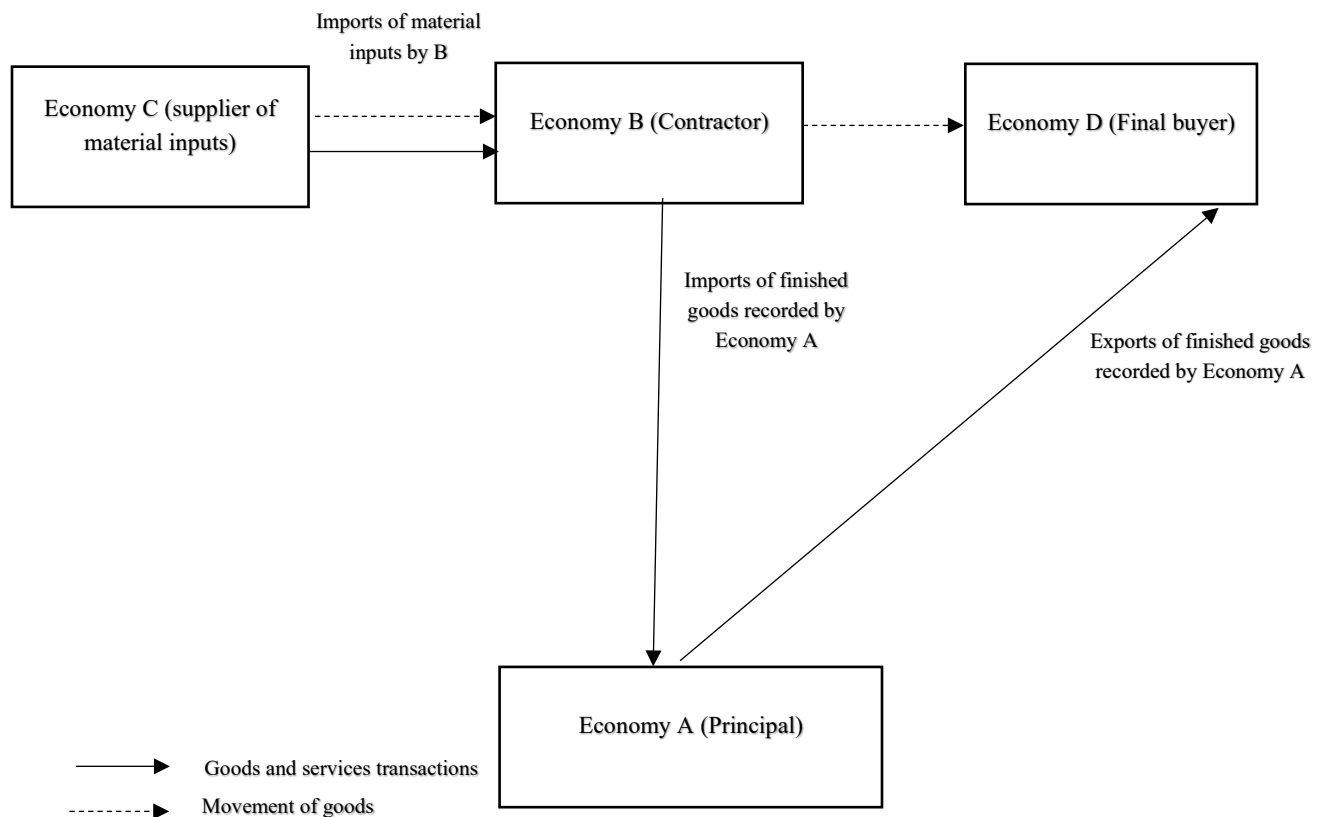 Imports of material
inputs by B
Economy C (supplier of
material inputs)
Economy B (Contractor)
Economy D (Final buyer)
Imports of finished
goods recorded by
Economy A
Exports of finished goods
recorded by Economy A
Economy A (Principal)
Goods and services transactions
Movement of goods